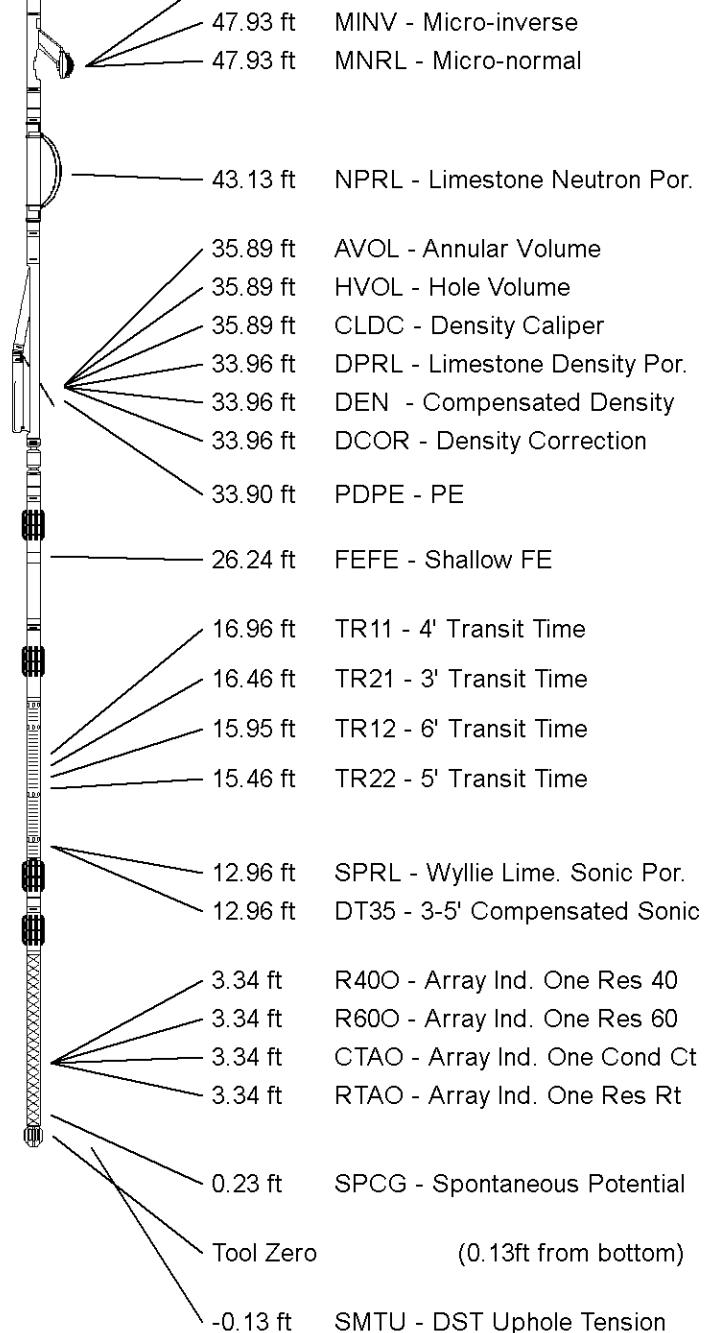 47.93 ft MINV - Micro-inverse
47.93 ft MNRL - Micro-normal
43.13 ft NPRL - Limestone Neutron Por.
35.89 ft AVOL - Annular Volume
35.89 ft HVOL - Hole Volume
35.89 ft CLDC - Density Caliper
33.96 ft DPRL - Limestone Density Por.
33.96 ft DEN - Compensated Density
33.96 ft DCOR - Density Correction
33.90 ft PDPE - PE
26.24 ft FEFE - Shallow FE
16.96 ft TR11 - 4' Transit Time
16.46 ft TR21 - 3' Transit Time
15.95 ft TR12 - 6' Transit Time
15.46 ft TR22 - 5' Transit Time
12.96 ft SPRL - Wyllie Lime. Sonic Por.
12.96 ft DT35 - 3-5' Compensated Sonic
3.34 ft R40O - Array Ind. One Res 40
3.34 ft R60O - Array Ind. One Res 60
3.34 ft CTAO - Array Ind. One Cond Ct
3.34 ft RTAO - Array Ind. One Res Rt
0.23 ft SPCG - Spontaneous Potential
Tool Zero (0.13ft from bottom)
-0.13 ft SMTU - DST Uphole Tension